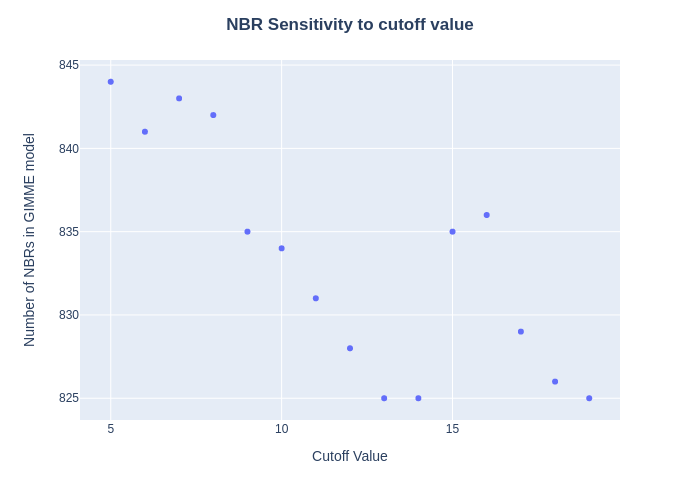 NBR Sensitivity to cutoff value
845
840
835
830
825
Number of NBRs in GIMME model
5 10 15
Cutoff Value